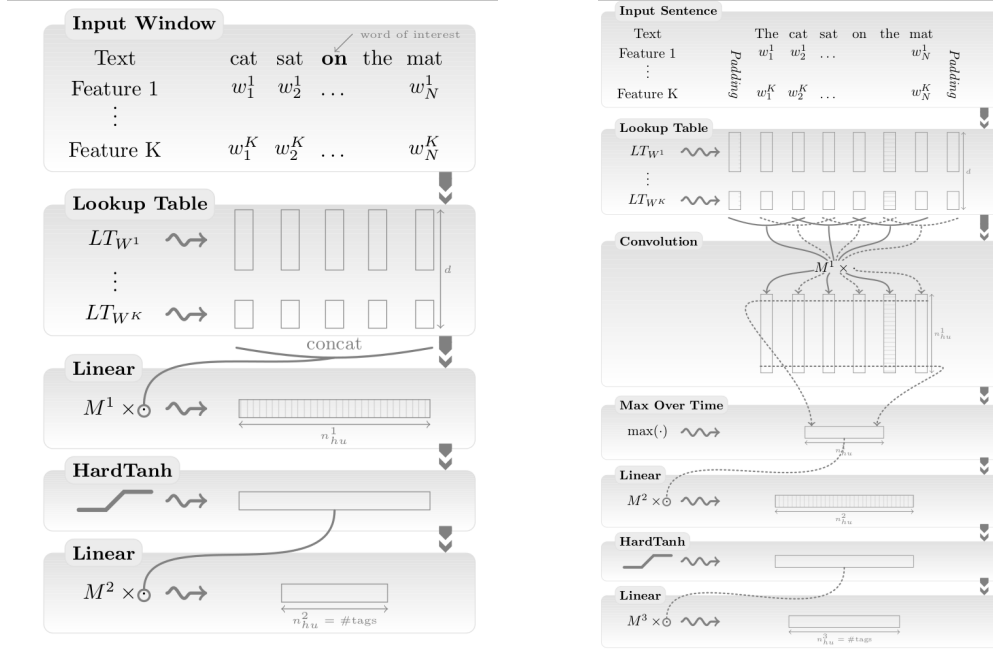 Input Window
word of interest
Text cat sat on the mat
Feature 1 w_1^1 w_2^1 ... w_N^1
⋮
Feature K w_1^K w_2^K ... w_N^K
Lookup Table
LT_{W^1}
⋮
LT_{W^K}
d
concat
Linear
M^1 × ⊙
n_{hu}^1
HardTanh
Linear
M^2 × ⊙
n_{hu}^2 = #tags
Input Sentence
Text The cat sat on the mat
Feature 1 w_1^1 w_2^1 ... w_N^1
⋮
Feature K w_1^K w_2^K ... w_N^K
Padding
Padding
Lookup Table
LT_{W^1}
⋮
LT_{W^K}
d
Convolution
M^1 × ·
n_{hu}^1
Max Over Time
max(·)
n_{hu}^1
Linear
M^2 × ⊙
n_{hu}^2
HardTanh
Linear
M^3 × ⊙
n_{hu}^3 = #tags